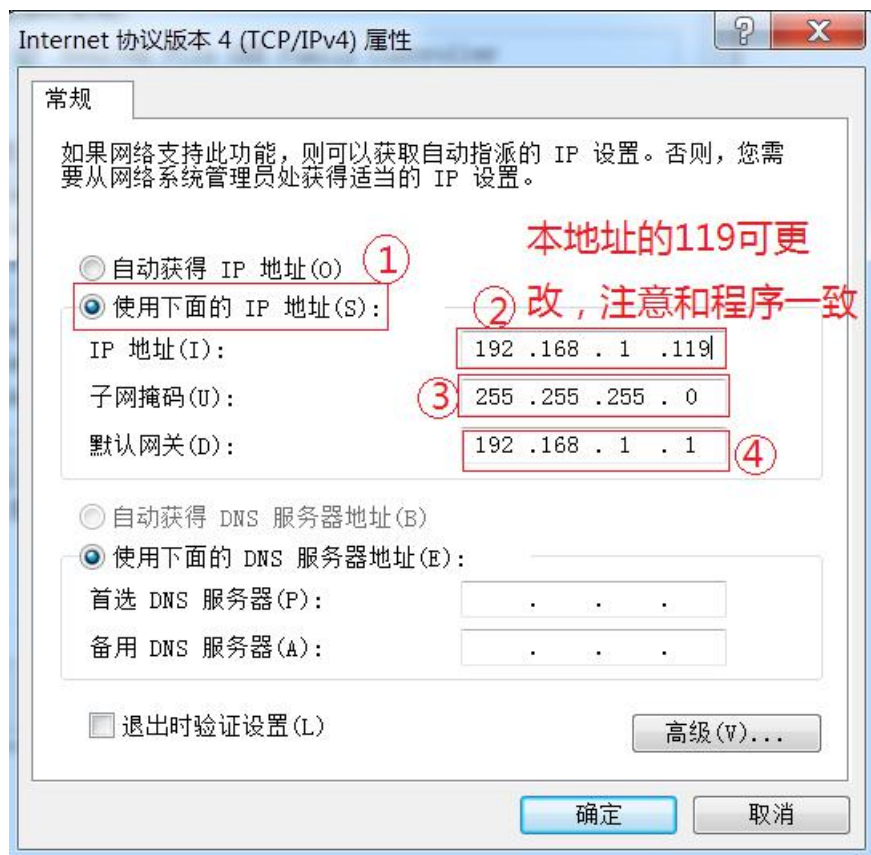 Internet 协议版本 4 (TCP/IPv4) 属性
常规
如果网络支持此功能，则可以获取自动指派的 IP 设置。否则，您需
要从网络系统管理员处获得适当的 IP 设置。
本地址的119可更
自动获得 IP 地址(O)
①
使用下面的 IP 地址(S):
②
改，注意和程序一致
IP 地址(I):
192 .168 . 1 .119
子网掩码(U):
③
255 .255 .255 . 0
默认网关(D):
192 .168 . 1 . 1
④
自动获得 DNS 服务器地址(B)
使用下面的 DNS 服务器地址(E):
首选 DNS 服务器(P):
. . .
备用 DNS 服务器(A):
. . .
退出时验证设置(L)
高级(V)...
确定
取消